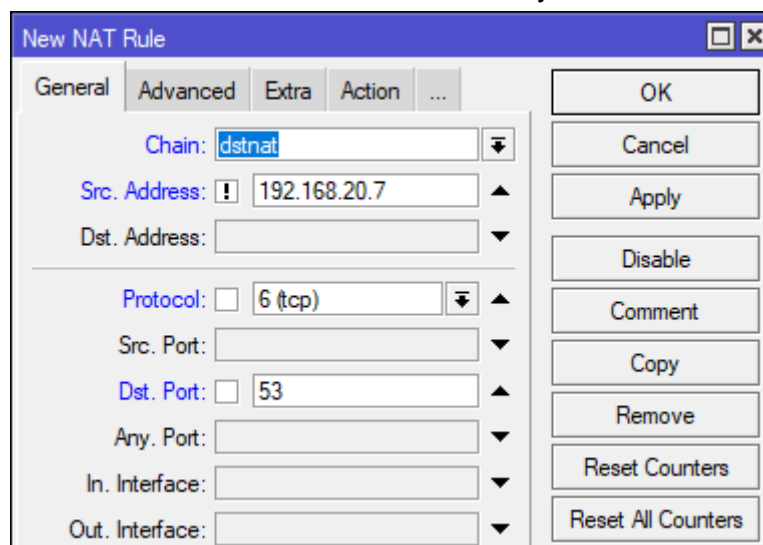 New NAT Rule
General Advanced Extra Action ...
OK
Chain: dstnat
Cancel
Src. Address: ! 192.168.20.7
Apply
Dst. Address:
Disable
Protocol: 6 (tcp)
Comment
Src. Port:
Copy
Dst. Port: 53
Remove
Any. Port:
Reset Counters
In. Interface:
Reset All Counters
Out. Interface: